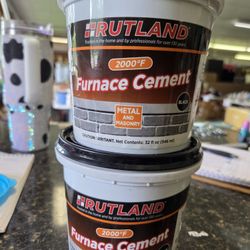 RUTLAND
Trusted in the home and by professionals for over 130 years!
2000°F
Furnace Cement
METAL
AND
MASONRY
BLACK
CAUTION: IRRITANT. Net Contents: 32 fl oz (946 mL)
RUTLAND
2000°F
Furnace Cement